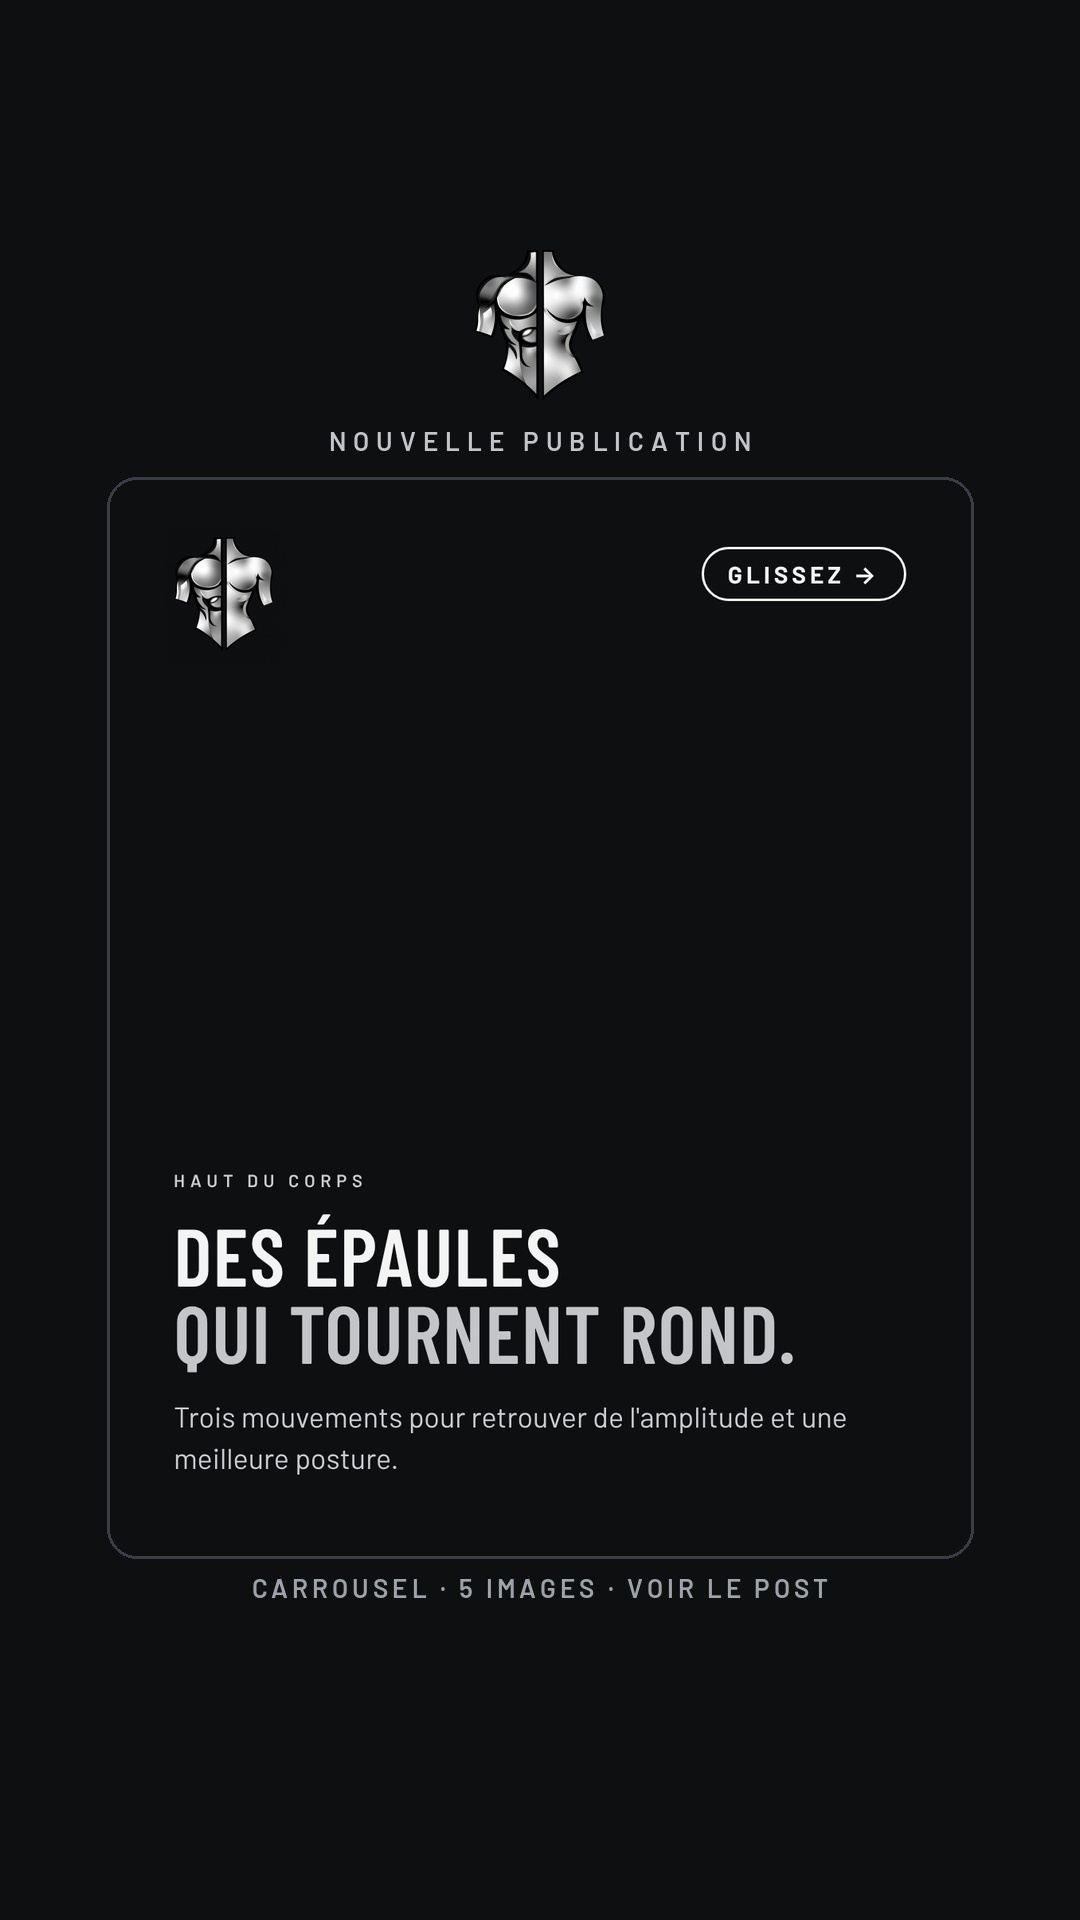 NOUVELLE PUBLICATION
GLISSEZ →
HAUT DU CORPS
DES ÉPAULES
QUI TOURNENT ROND.
Trois mouvements pour retrouver de l'amplitude et une
meilleure posture.
CARROUSEL · 5 IMAGES · VOIR LE POST